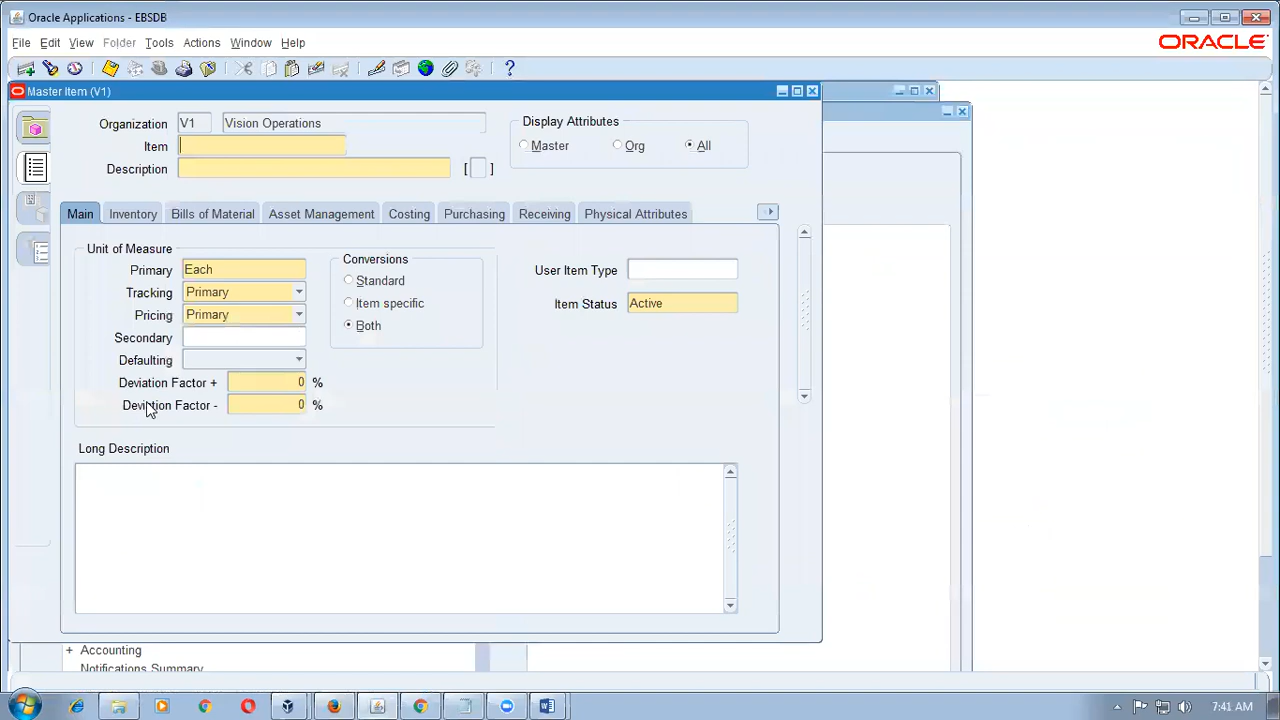 Oracle Applications - EBSDB
File Edit View Folder Tools Actions Window Help
ORACLE
Master Item (V1)
Organization V1 Vision Operations
Display Attributes
Item
Master Org All
Description [ ]
Main Inventory Bills of Material Asset Management Costing Purchasing Receiving Physical Attributes
Unit of Measure
Conversions
Primary Each
User Item Type
Standard
Tracking Primary
Item specific
Item Status Active
Pricing Primary
Both
Secondary
Defaulting
Deviation Factor + 0 %
Deviation Factor - 0 %
Long Description
+ Accounting
Notifications Summary
7:41 AM